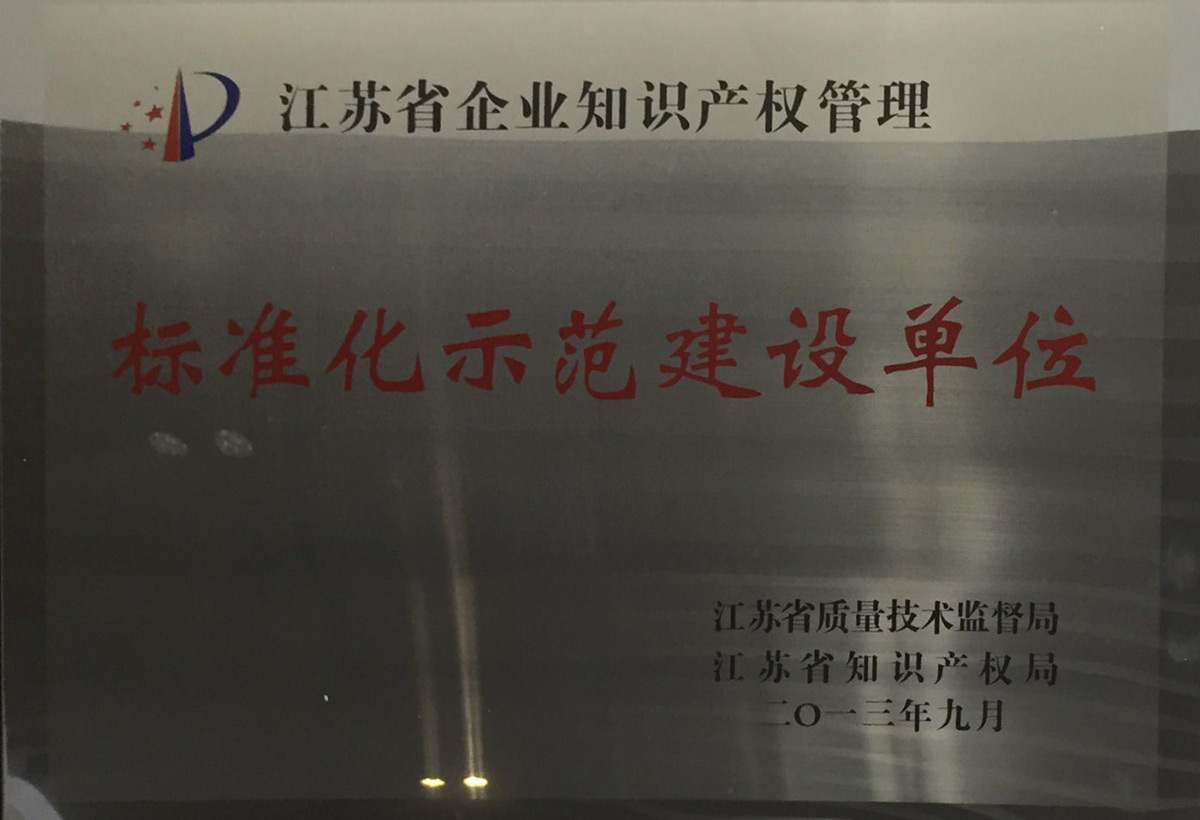 江苏省企业知识产权管理
标准化示范建设单位
江苏省质量技术监督局
江苏省知识产权局
二〇一三年九月